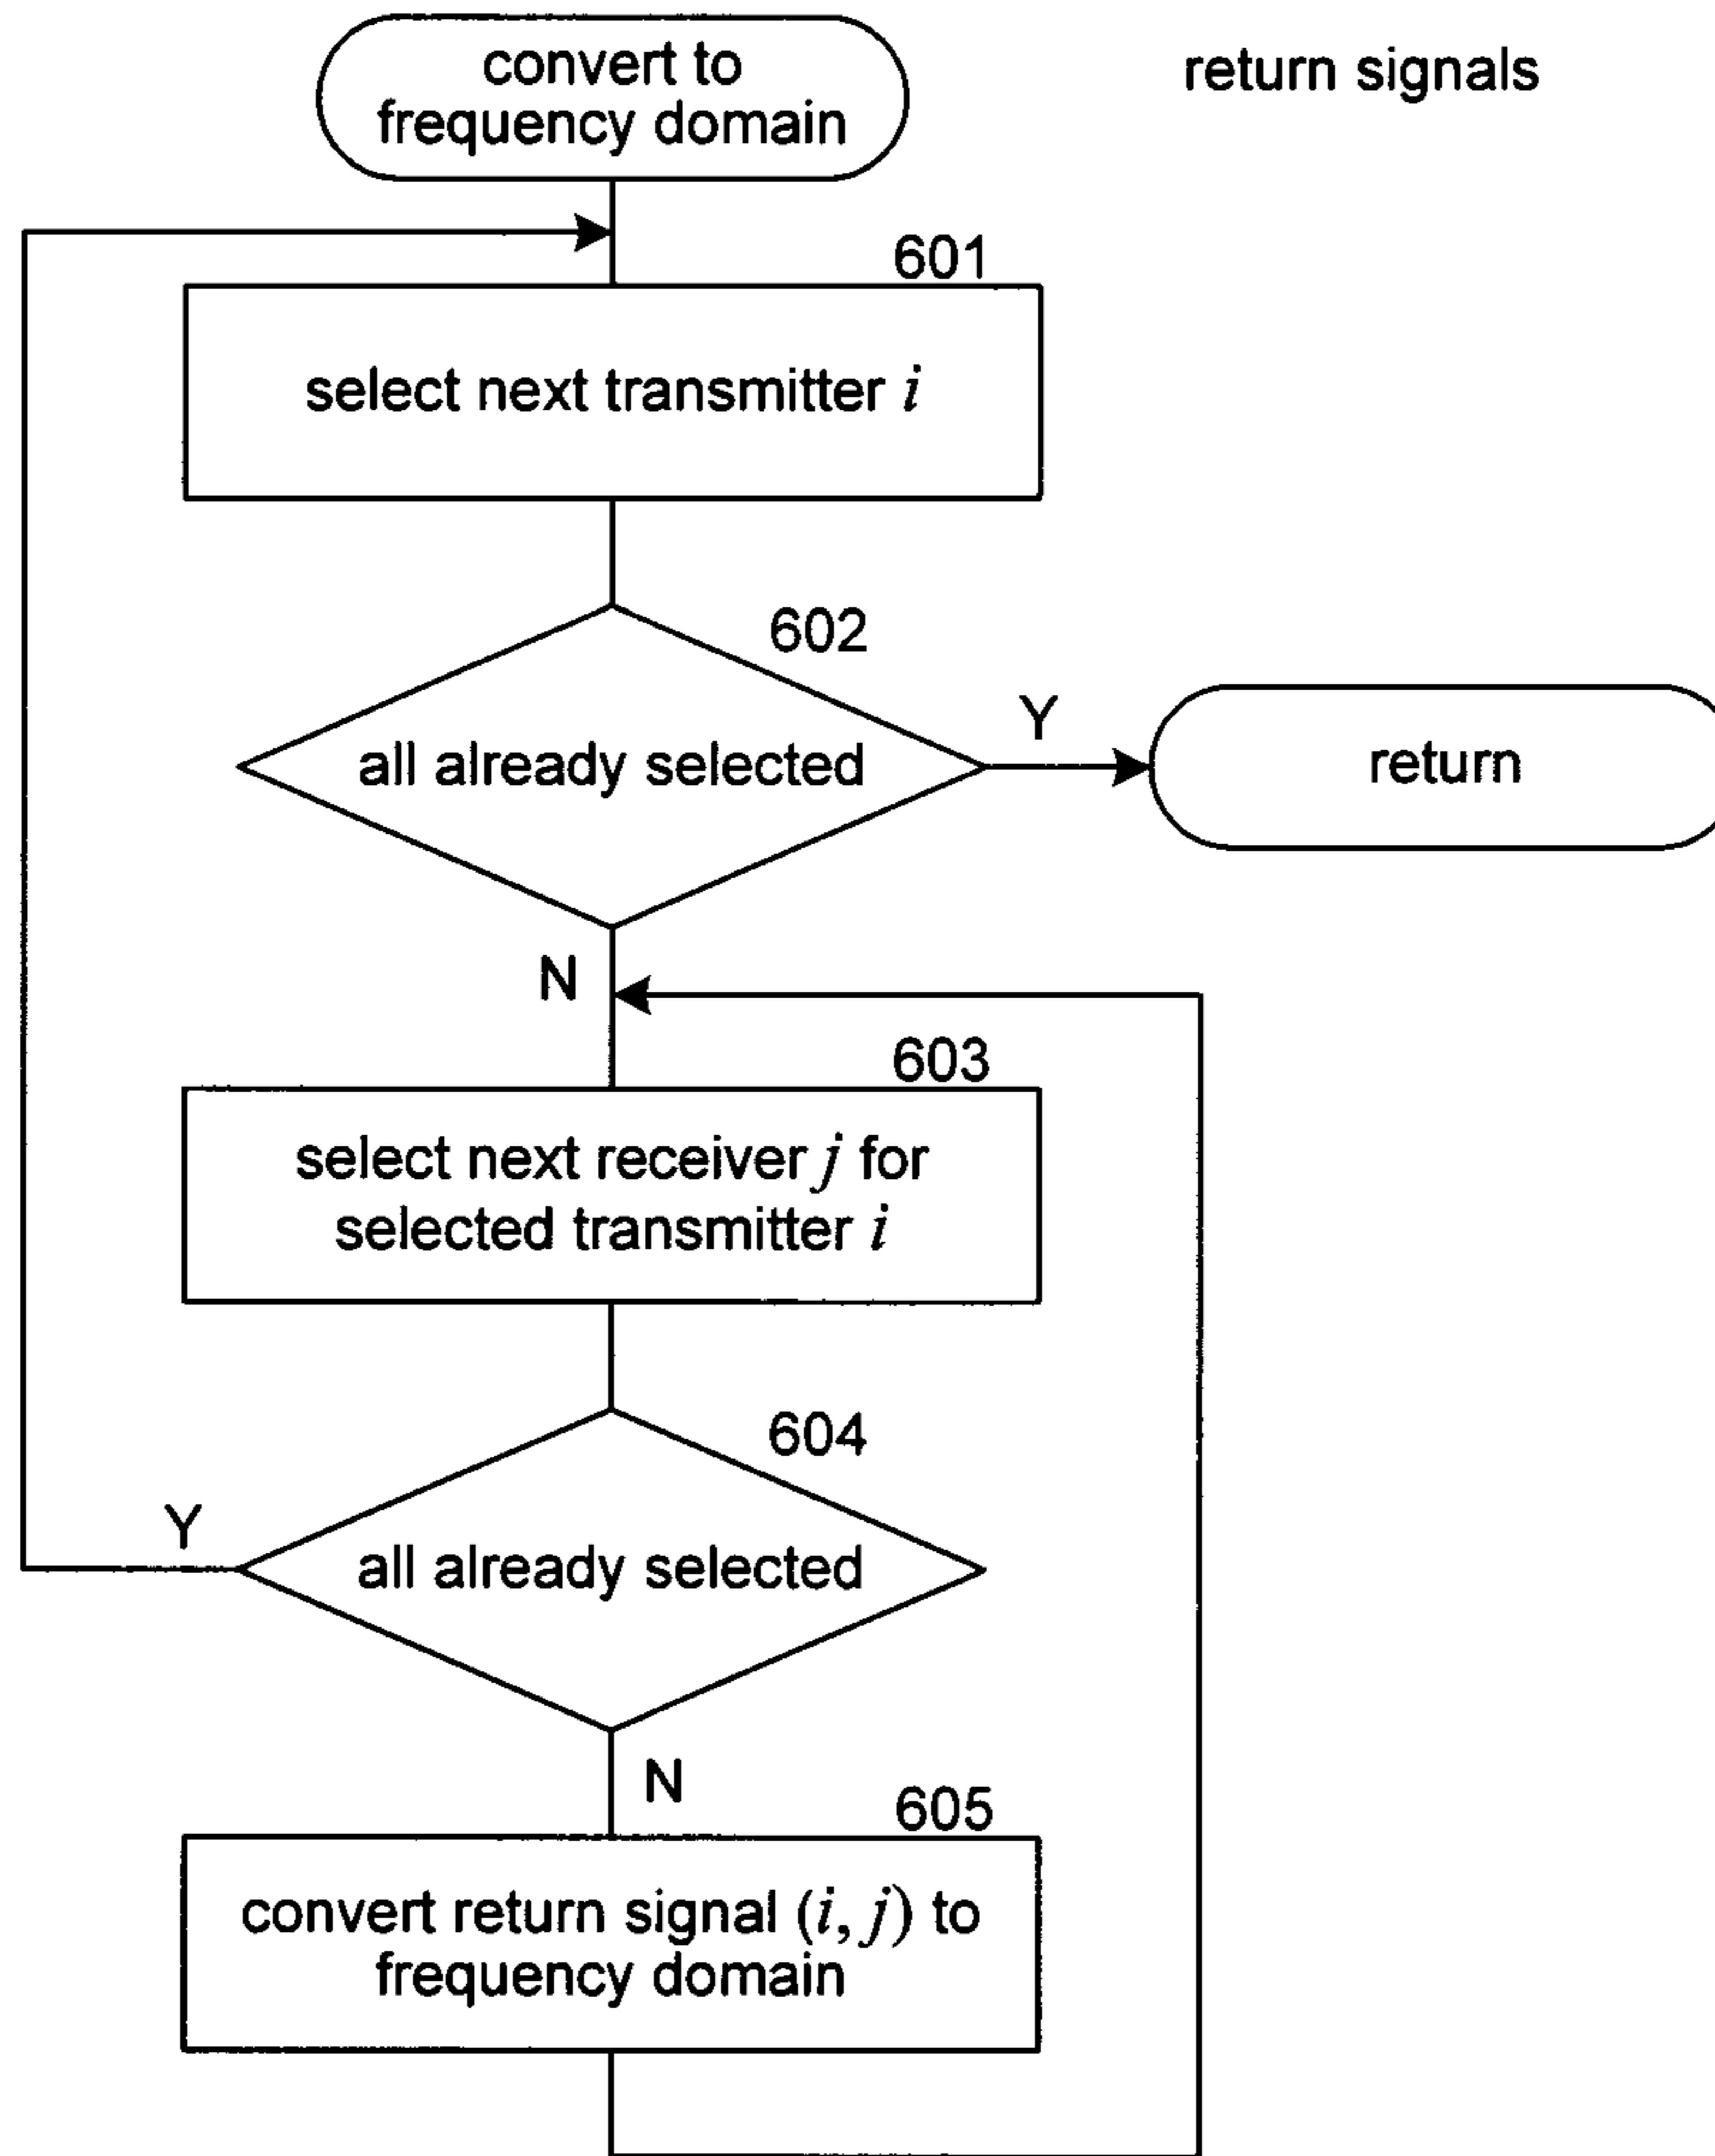 convert to
frequency domain
return signals
601
select next transmitter i
602
all already selected
Y
return
N
603
select next receiver j for
selected transmitter i
604
all already selected
Y
N
605
convert return signal (i, j) to
frequency domain